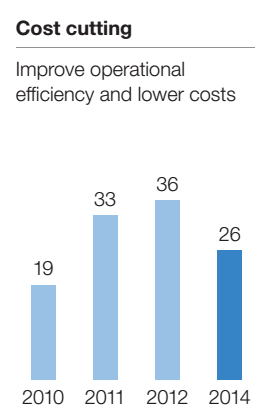 Cost cutting
Improve operational
efficiency and lower costs
19
33
36
26
2010 2011 2012 2014